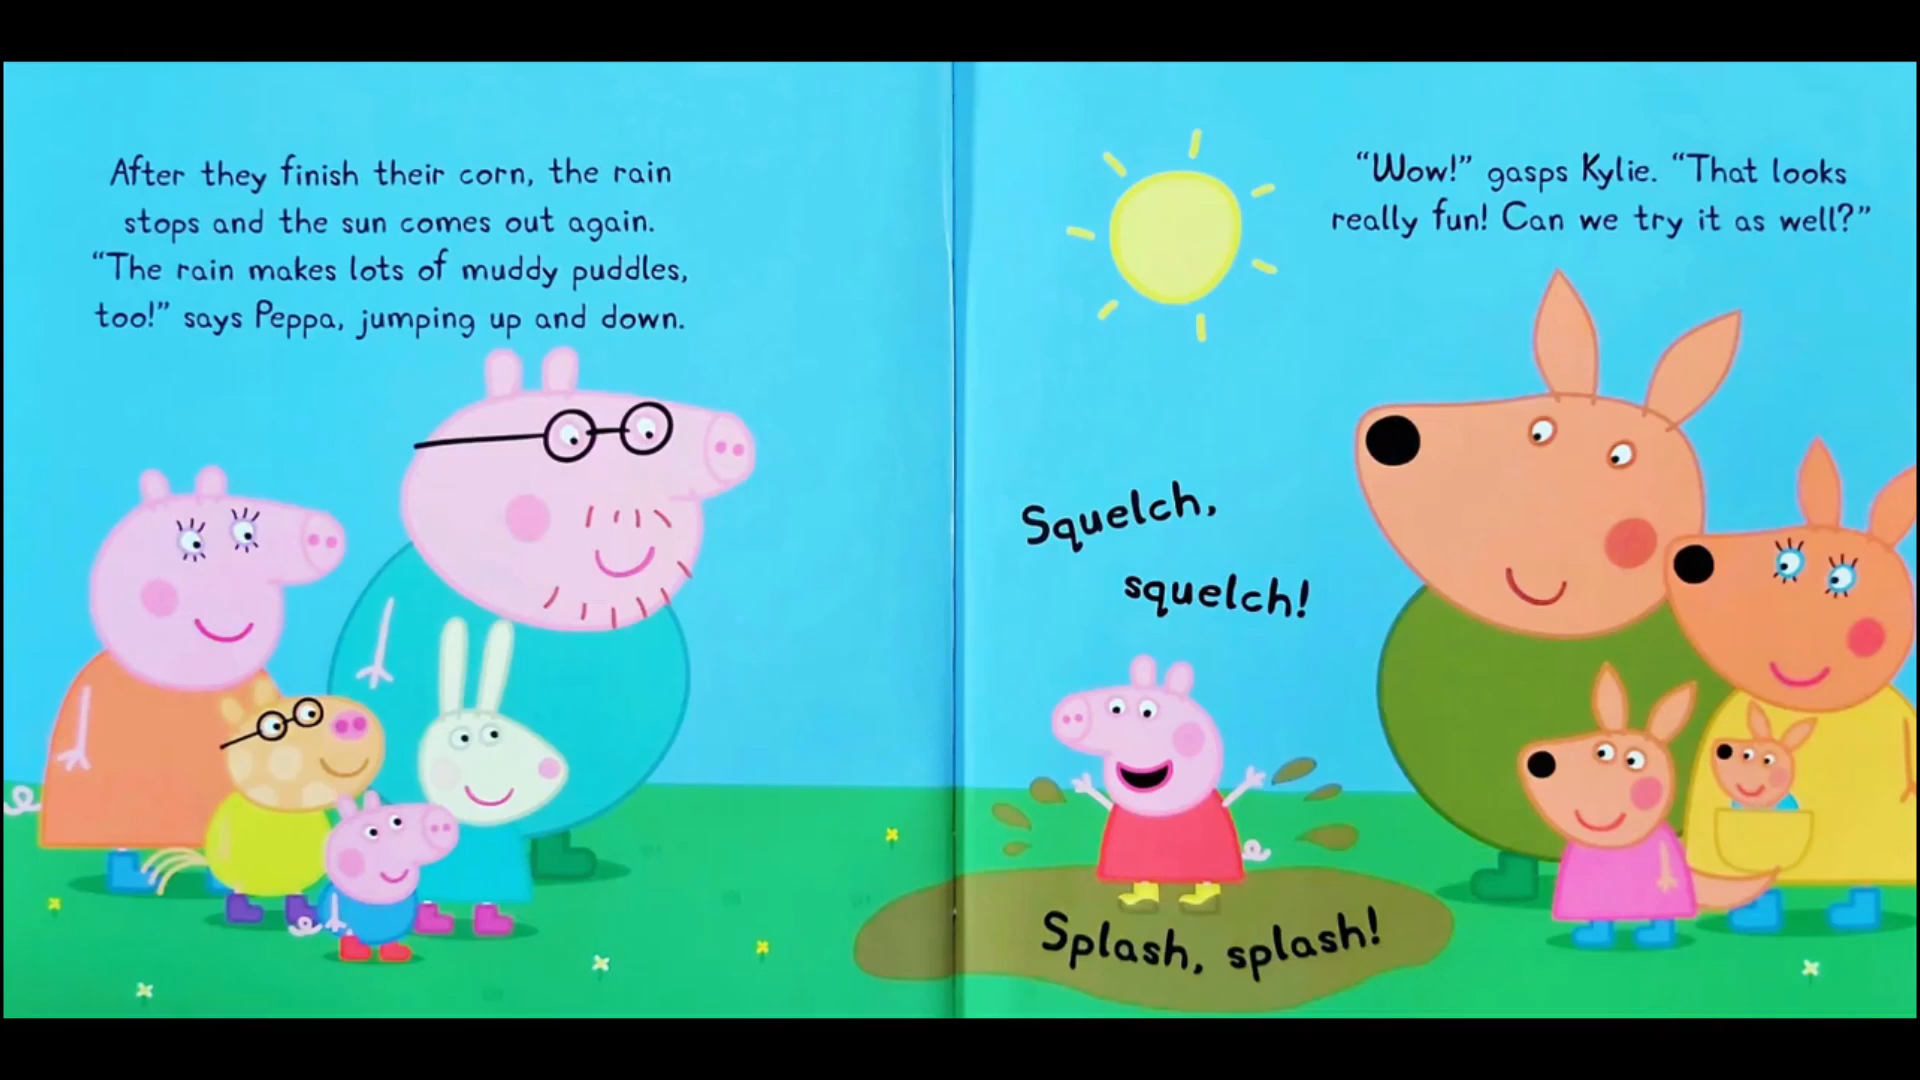 After they finish their corn, the rain
stops and the sun comes out again.
“The rain makes lots of muddy puddles,
too!” says Peppa, jumping up and down.
“Wow!” gasps Kylie. “That looks
really fun! Can we try it as well?”
Squelch,
squelch!
Splash, splash!